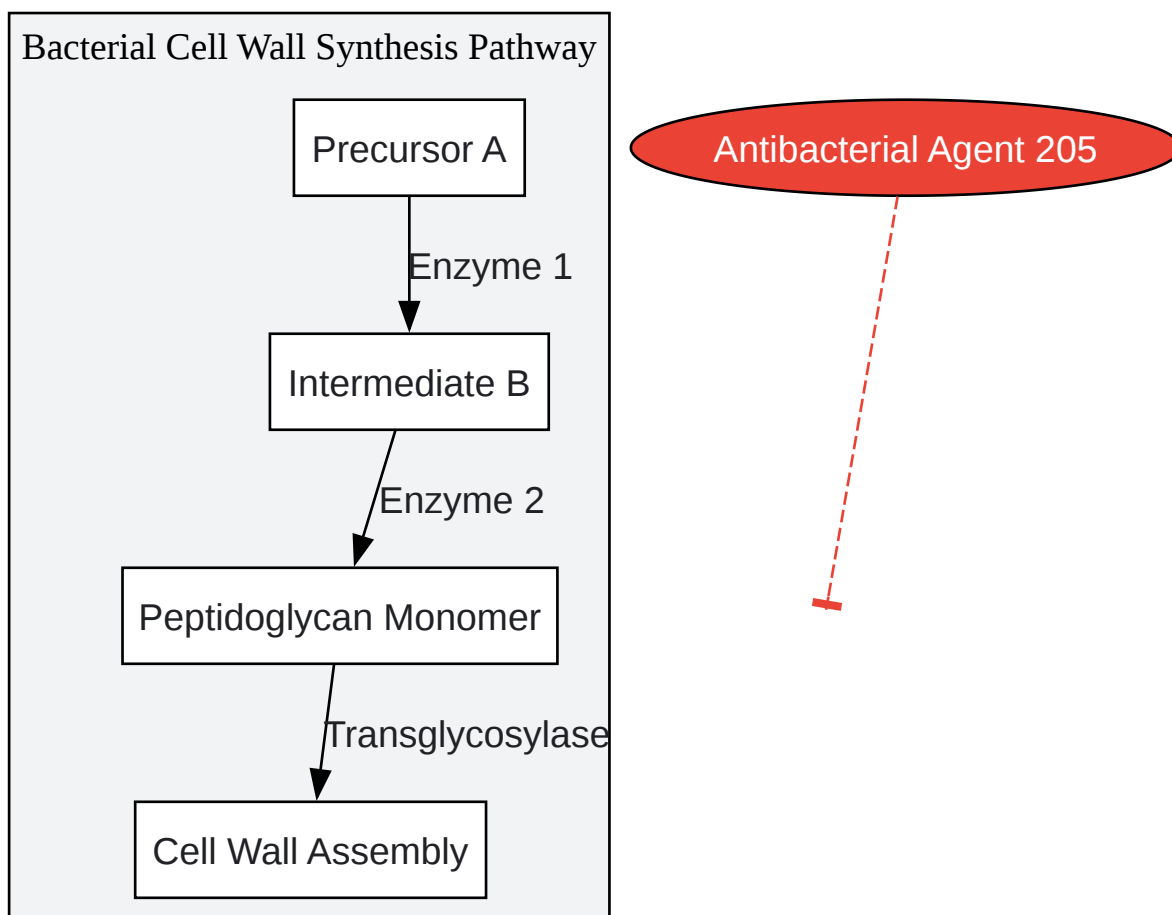 Bacterial Cell Wall Synthesis Pathway
Precursor A
Antibacterial Agent 205
Enzyme 1
Intermediate B
Enzyme 2
Peptidoglycan Monomer
Transglycosylase
Cell Wall Assembly